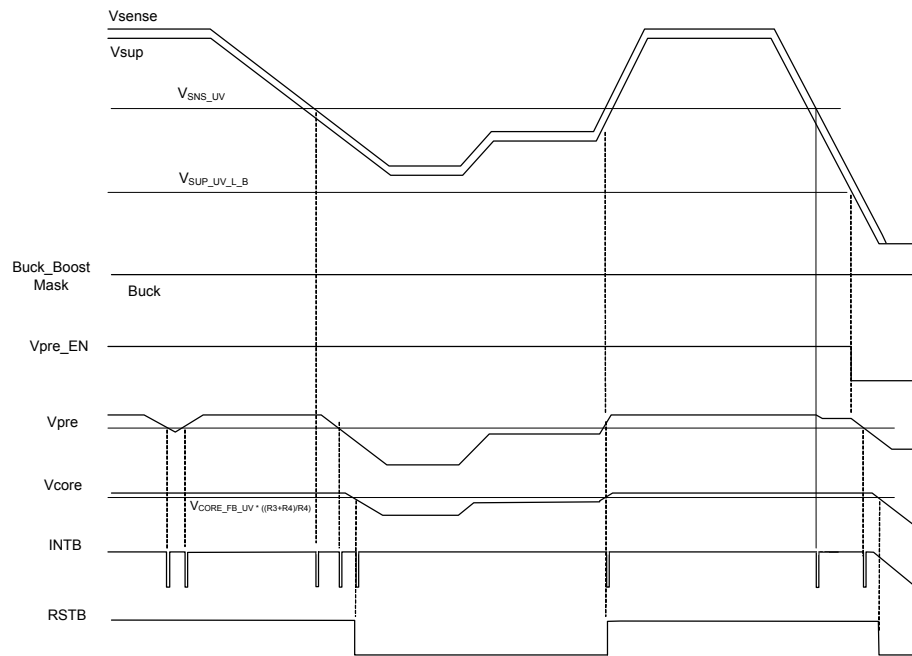 Vsense
Vsup
VSNS_UV
VSUP_UV_L_B
Buck_Boost
Mask
Buck
Vpre_EN
Vpre
Vcore
VCORE_FB_UV * ((R3+R4)/R4)
INTB
RSTB